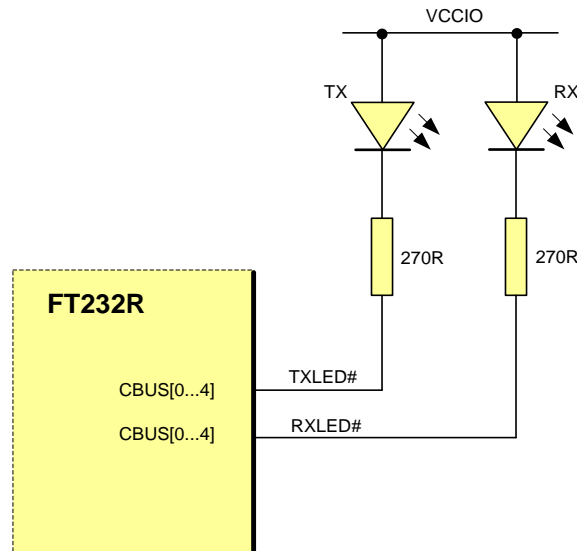 VCCIO
TX
RX
270R
270R
FT232R
TXLED#
CBUS[0...4]
RXLED#
CBUS[0...4]